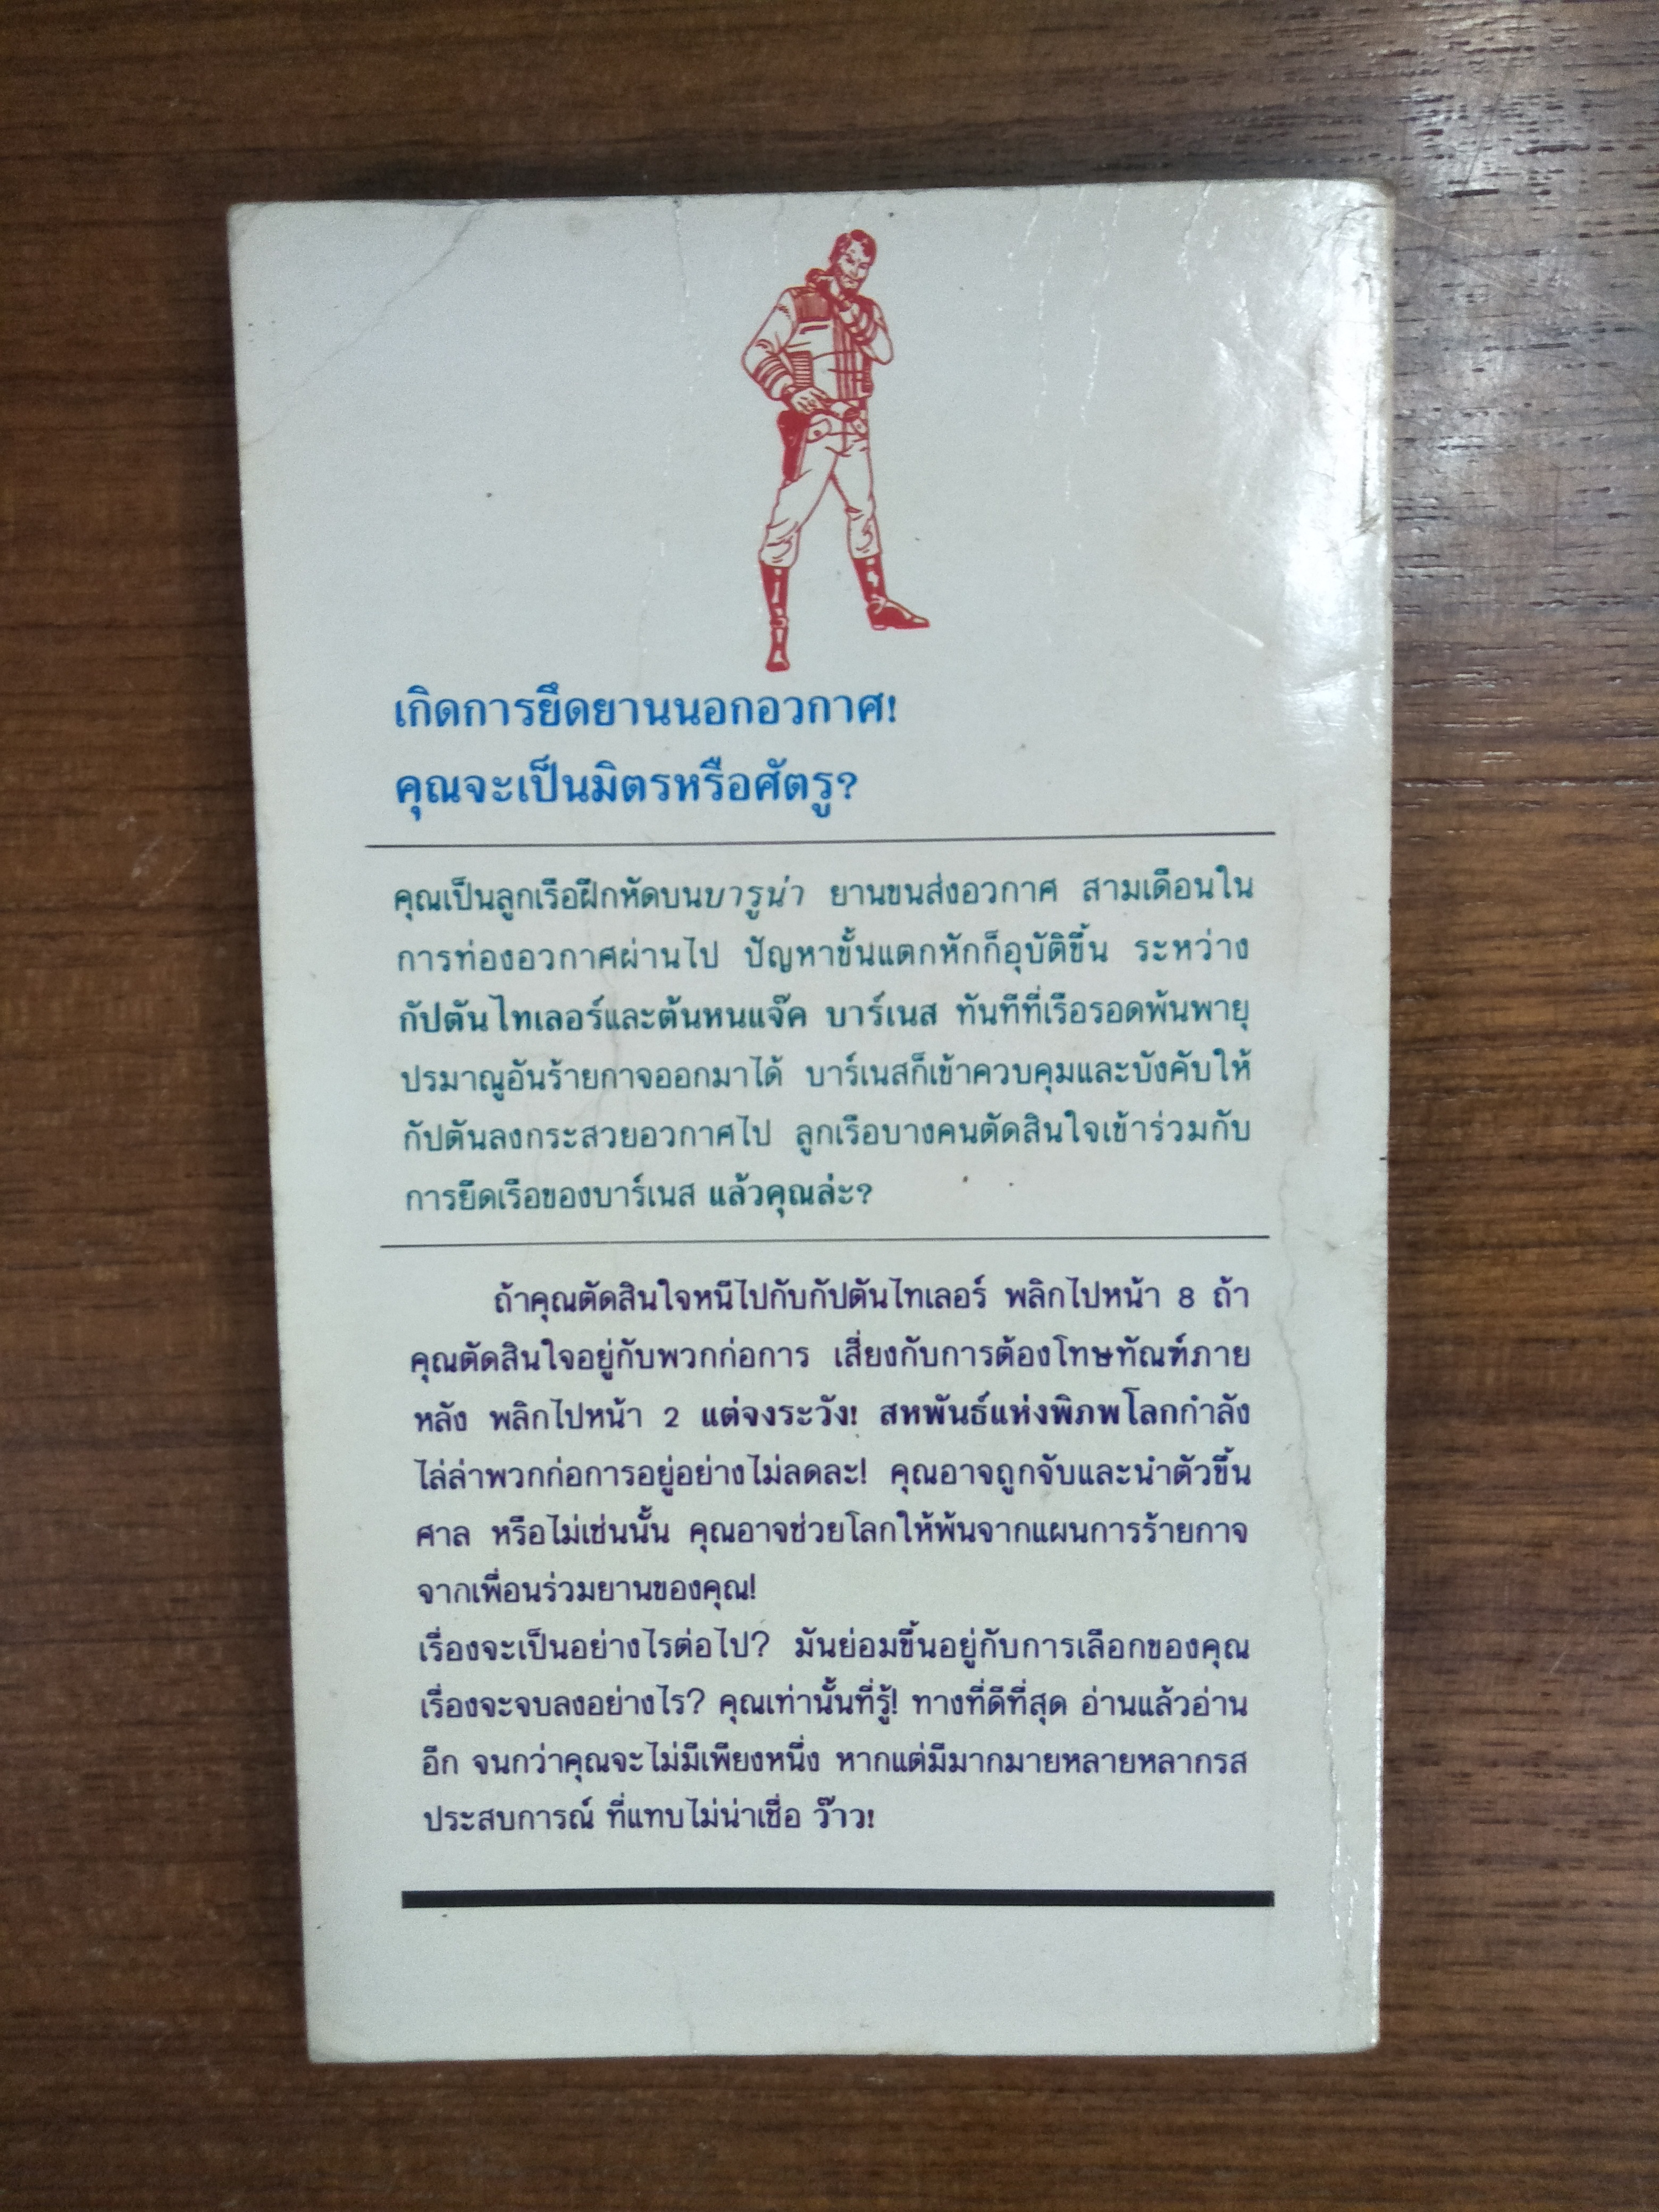 เกิดการยึดยานนอกอวกาศ!
คุณจะเป็นมิตรหรือศัตรู?
คุณเป็นลูกเรือฝึกหัดบนบารูน่า ยานขนส่งอวกาศ สามเดือนใน
การท่องอวกาศผ่านไป ปัญหาขั้นแตกหักก็อุบัติขึ้น ระหว่าง
กัปตันไทเลอร์และต้นหนแจ๊ค บาร์เนส ทันทีที่เรือรอดพ้นพายุ
ปรมาณูอันร้ายกาจออกมาได้ บาร์เนสก็เข้าควบคุมและบังคับให้
กัปตันลงกระสวยอวกาศไป ลูกเรือบางคนตัดสินใจเข้าร่วมกับ
การยึดเรือของบาร์เนส แล้วคุณล่ะ?
ถ้าคุณตัดสินใจหนีไปกับกัปตันไทเลอร์ พลิกไปหน้า 8 ถ้า
คุณตัดสินใจอยู่กับพวกก่อการ เสี่ยงกับการต้องโทษทัณฑ์ภาย
หลัง พลิกไปหน้า 2 แต่จงระวัง! สหพันธ์แห่งพิภพโลกกำลัง
ไล่ล่าพวกก่อการอยู่อย่างไม่ลดละ! คุณอาจถูกจับและนำตัวขึ้น
ศาล หรือไม่เช่นนั้น คุณอาจช่วยโลกให้พ้นจากแผนการร้ายกาจ
จากเพื่อนร่วมยานของคุณ!
เรื่องจะเป็นอย่างไรต่อไป? มันย่อมขึ้นอยู่กับการเลือกของคุณ
เรื่องจะจบลงอย่างไร? คุณเท่านั้นที่รู้! ทางที่ดีที่สุด อ่านแล้วอ่าน
อีก จนกว่าคุณจะไม่มีเพียงหนึ่ง หากแต่มีมากมายหลายหลากรส
ประสบการณ์ ที่แทบไม่น่าเชื่อ ว๊าว!